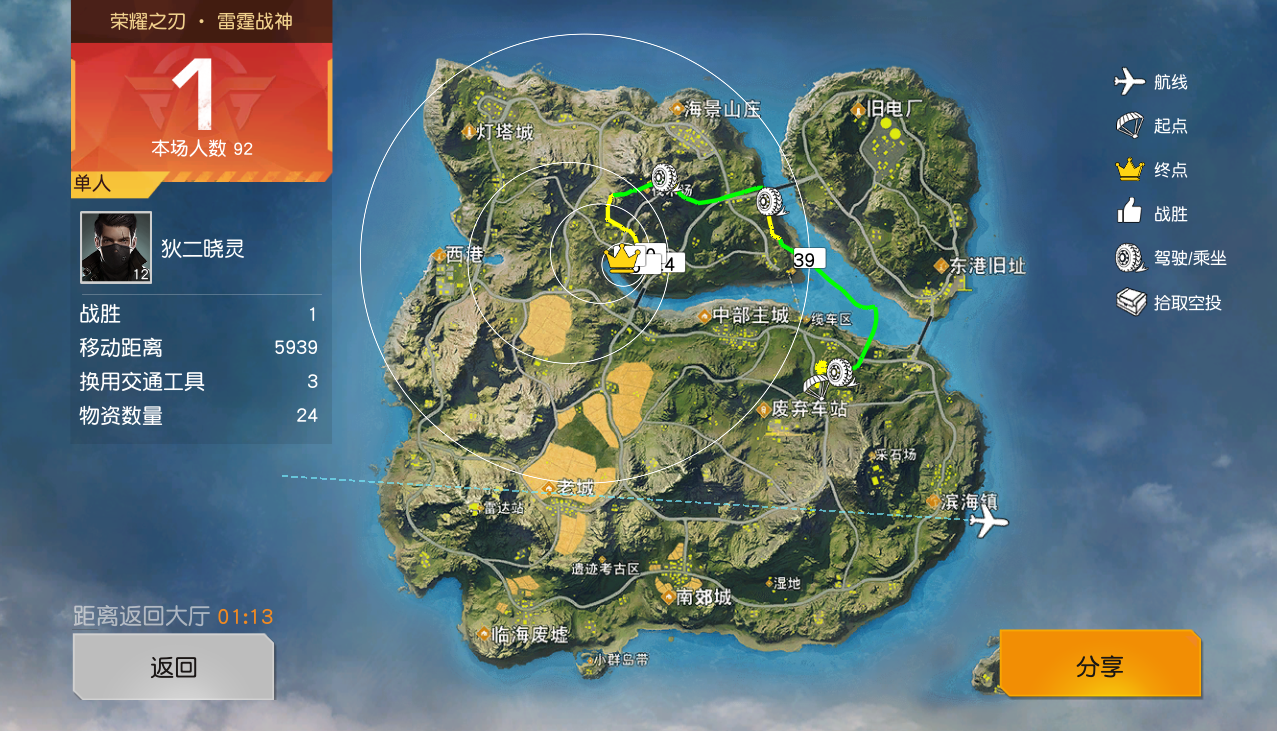 荣耀之刃 · 雷霆战神
1
本场人数 92
单人
12
狄二晓灵
战胜 1
移动距离 5939
换用交通工具 3
物资数量 24
距离返回大厅 01:13
返回
灯塔城
海景山庄
旧电厂
西港
39
东港旧址
中部主城
缆车区
废弃车站
采石场
老城
雷达站
滨海镇
遗迹考古区
湿地
南郊城
临海废墟
小群岛带
航线
起点
终点
战胜
驾驶/乘坐
拾取空投
分享